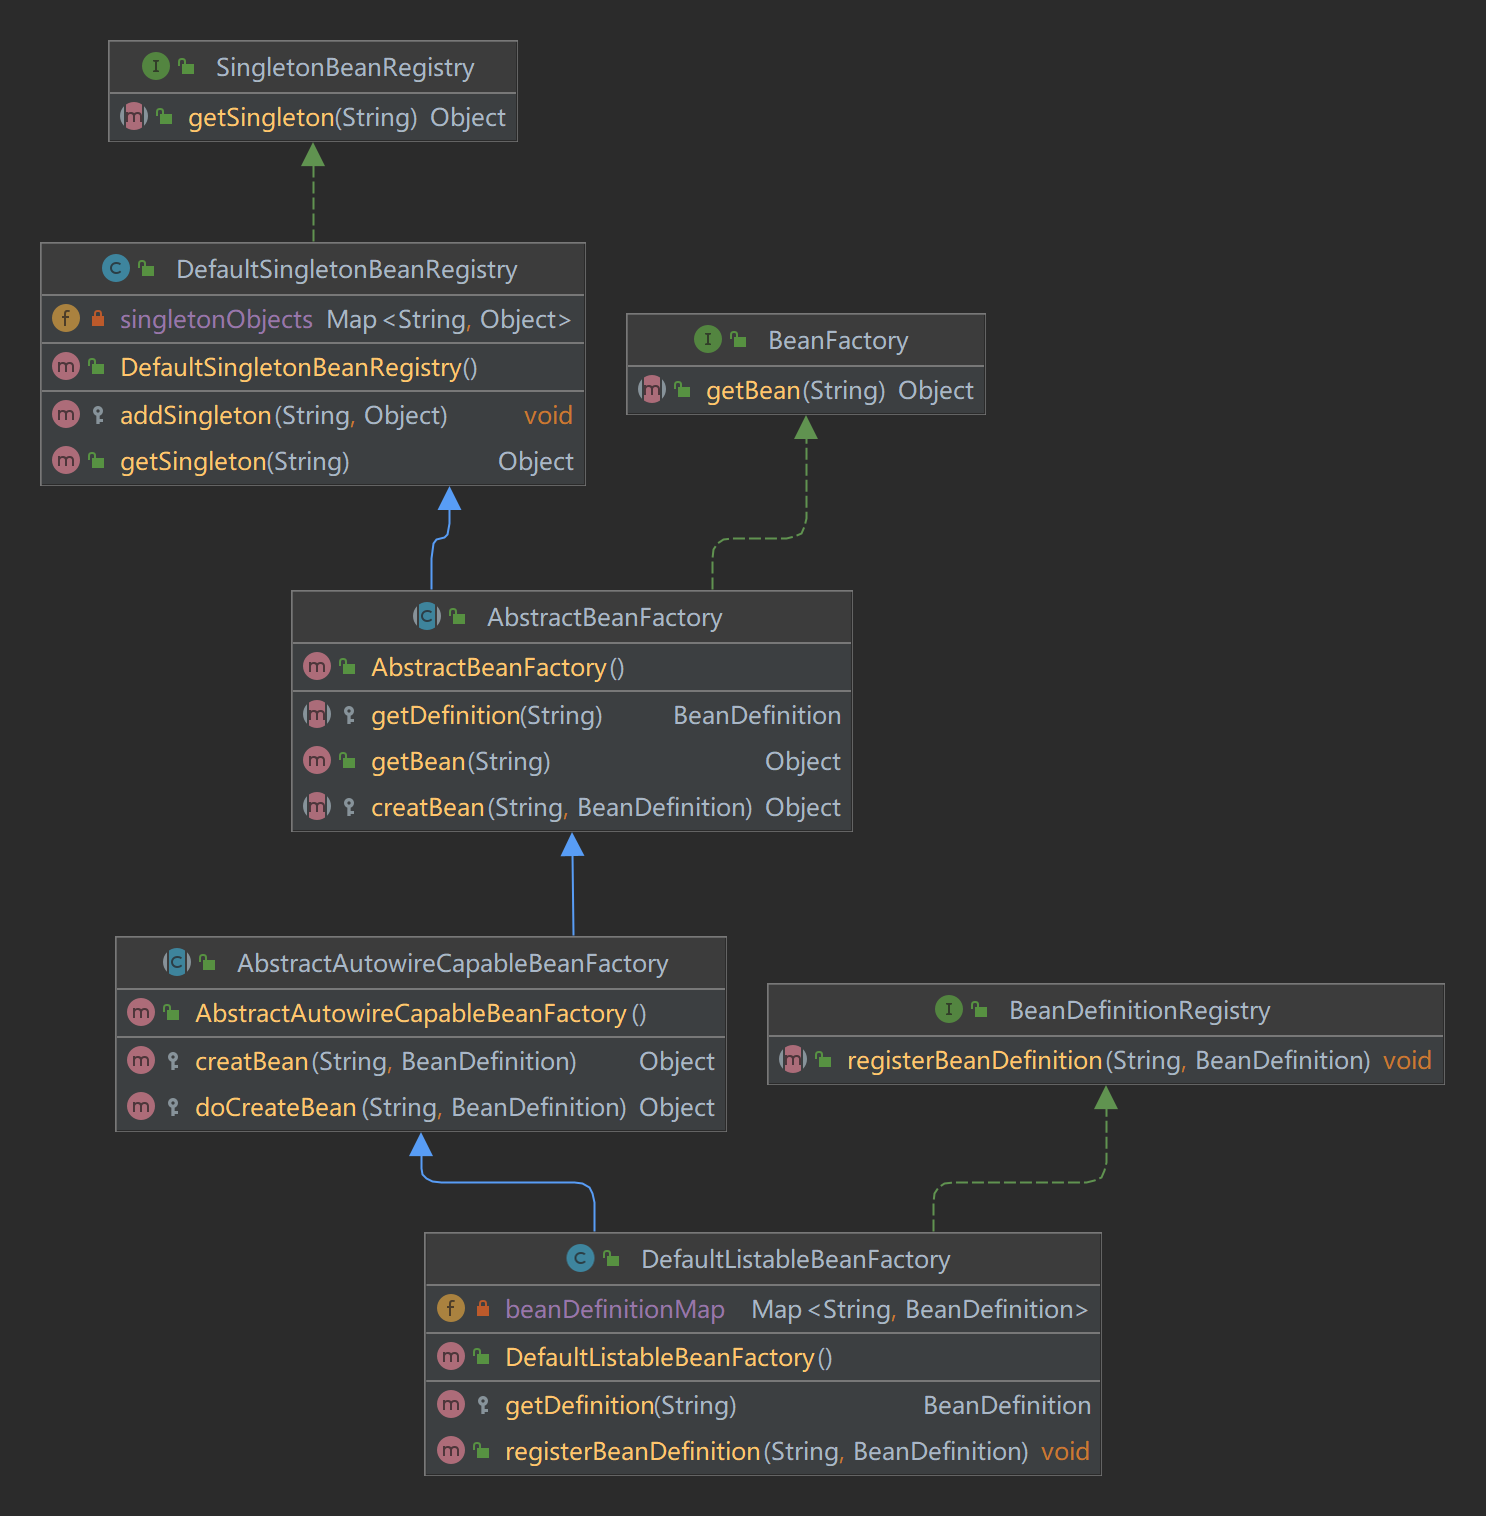 SingletonBeanRegistry
getSingleton(String) Object
DefaultSingletonBeanRegistry
singletonObjects Map<String, Object>
DefaultSingletonBeanRegistry()
addSingleton(String, Object) void
getSingleton(String) Object
BeanFactory
getBean(String) Object
AbstractBeanFactory
AbstractBeanFactory()
getDefinition(String) BeanDefinition
getBean(String) Object
creatBean(String, BeanDefinition) Object
AbstractAutowireCapableBeanFactory
AbstractAutowireCapableBeanFactory()
creatBean(String, BeanDefinition) Object
doCreateBean(String, BeanDefinition) Object
BeanDefinitionRegistry
registerBeanDefinition(String, BeanDefinition) void
DefaultListableBeanFactory
beanDefinitionMap Map<String, BeanDefinition>
DefaultListableBeanFactory()
getDefinition(String) BeanDefinition
registerBeanDefinition(String, BeanDefinition) void